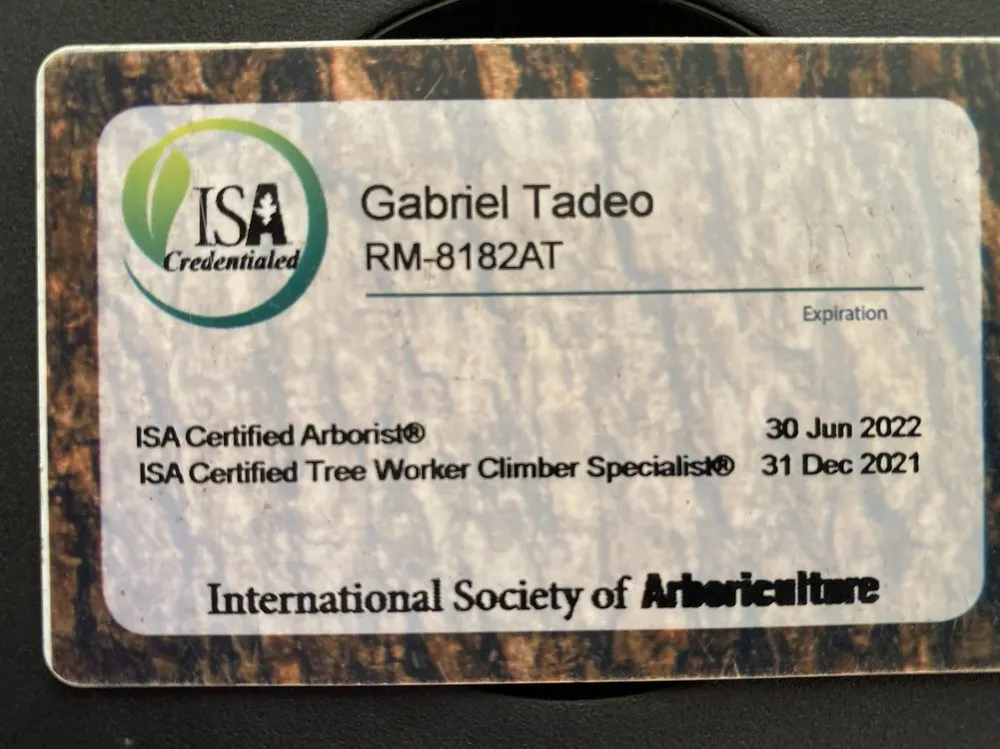 ISA
Credentialed
Gabriel Tadeo
RM-8182AT
Expiration
ISA Certified Arborist® 30 Jun 2022
ISA Certified Tree Worker Climber Specialist® 31 Dec 2021
International Society of Arboriculture